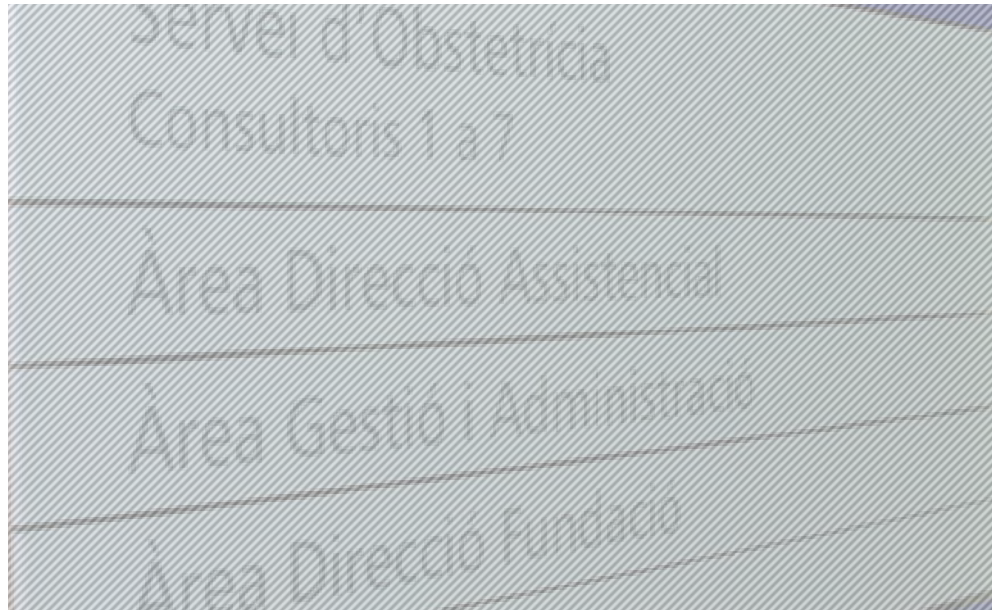 Servei d'Obstetrícia
Consultoris 1 a 7
Àrea Direcció Assistencial
Àrea Gestió i Administració
Àrea Direcció Fundació